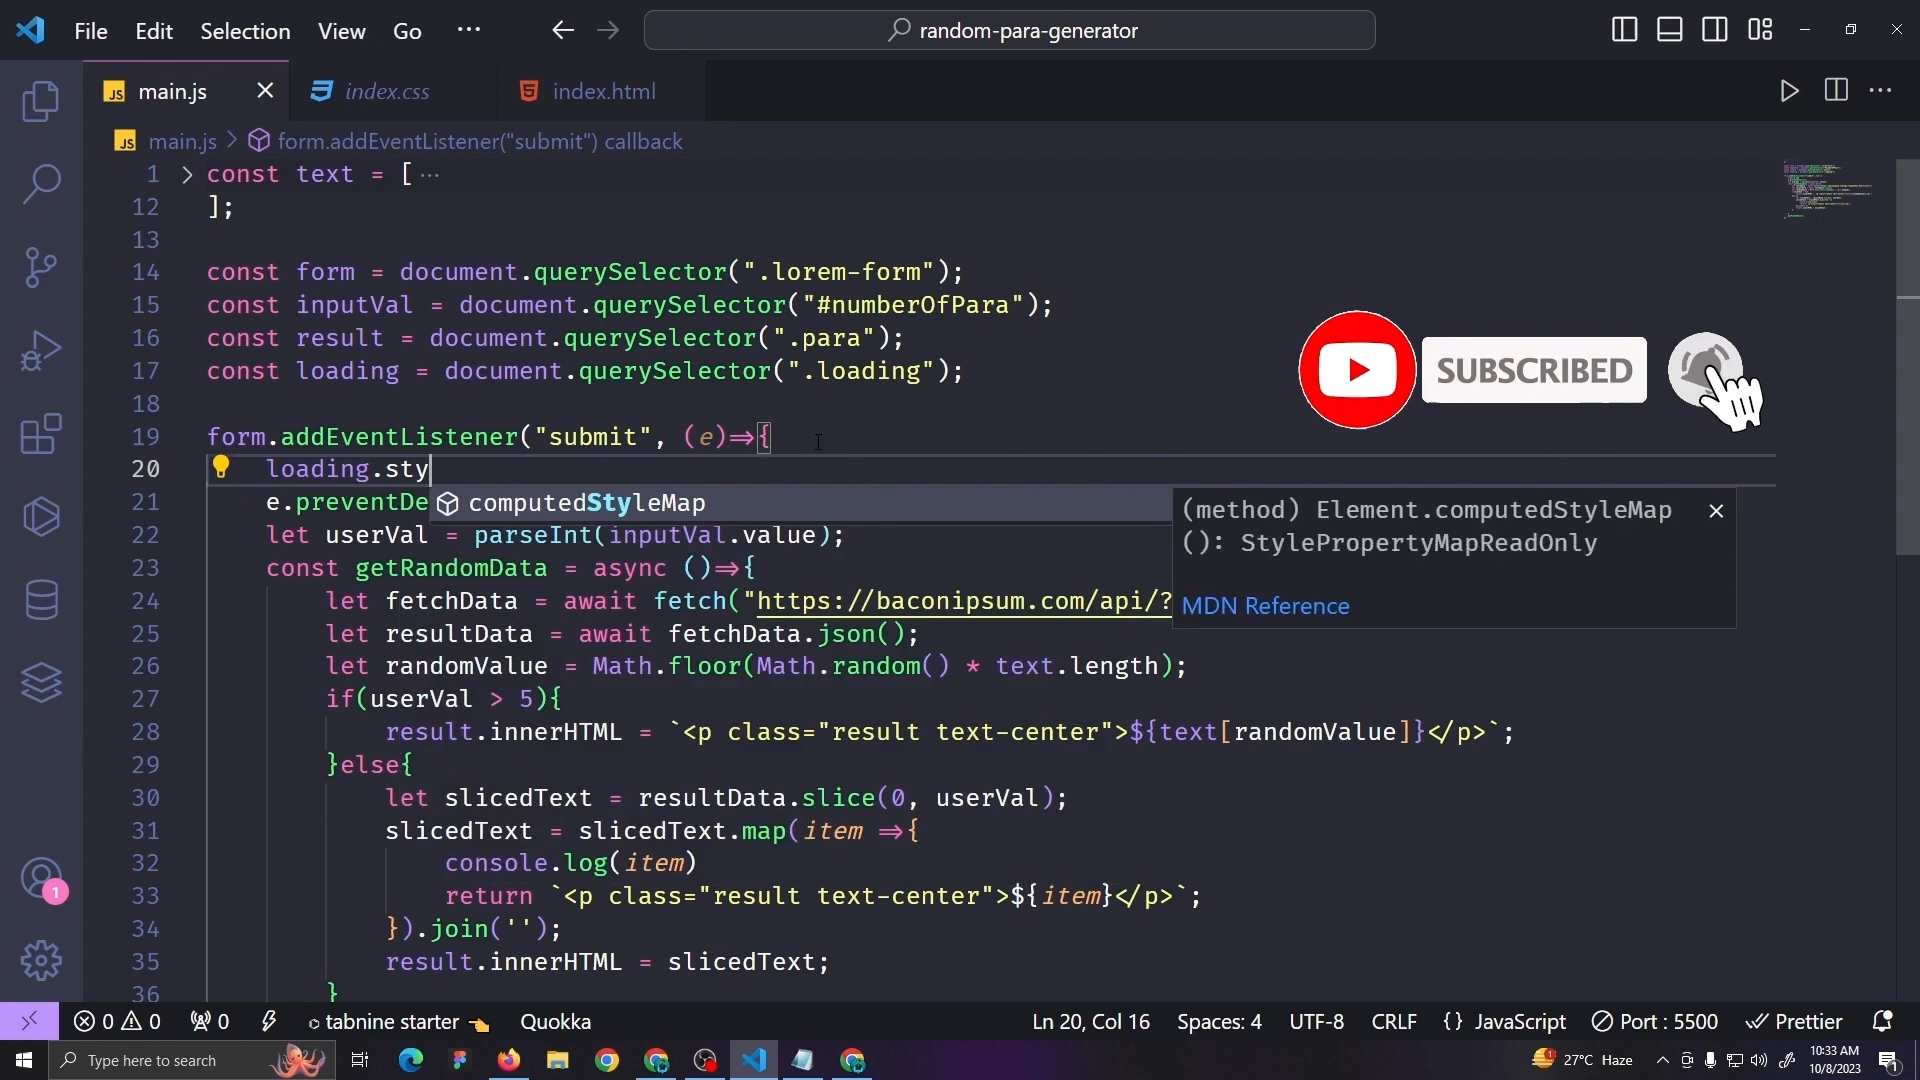 File Edit Selection View Go ··· random-para-generator
main.js index.css index.html
main.js > form.addEventListener("submit") callback
1 const text = [ ···
12 ];
13
14 const form = document.querySelector(".lorem-form");
15 const inputVal = document.querySelector("#numberOfPara");
16 const result = document.querySelector(".para");
17 const loading = document.querySelector(".loading");
18
SUBSCRIBED
19 form.addEventListener("submit", (e)=>{
20 loading.sty
21 e.preventDe
computedStyleMap
(method) Element.computedStyleMap
(): StylePropertyMapReadOnly
MDN Reference
22 let userVal = parseInt(inputVal.value);
23 const getRandomData = async ()=>{
24 let fetchData = await fetch("https://baconipsum.com/api/?
25 let resultData = await fetchData.json();
26 let randomValue = Math.floor(Math.random() * text.length);
27 if(userVal > 5){
28 result.innerHTML = `<p class="result text-center">${text[randomValue]}</p>`;
29 }else{
30 let slicedText = resultData.slice(0, userVal);
31 slicedText = slicedText.map(item =>{
32 console.log(item)
33 return `<p class="result text-center">${item}</p>`;
34 }).join('');
35 result.innerHTML = slicedText;
36 }
1
0 0 0 tabnine starter Quokka Ln 20, Col 16 Spaces: 4 UTF-8 CRLF {} JavaScript Port : 5500 Prettier
Type here to search 27°C Haze 10:33 AM
10/8/2023